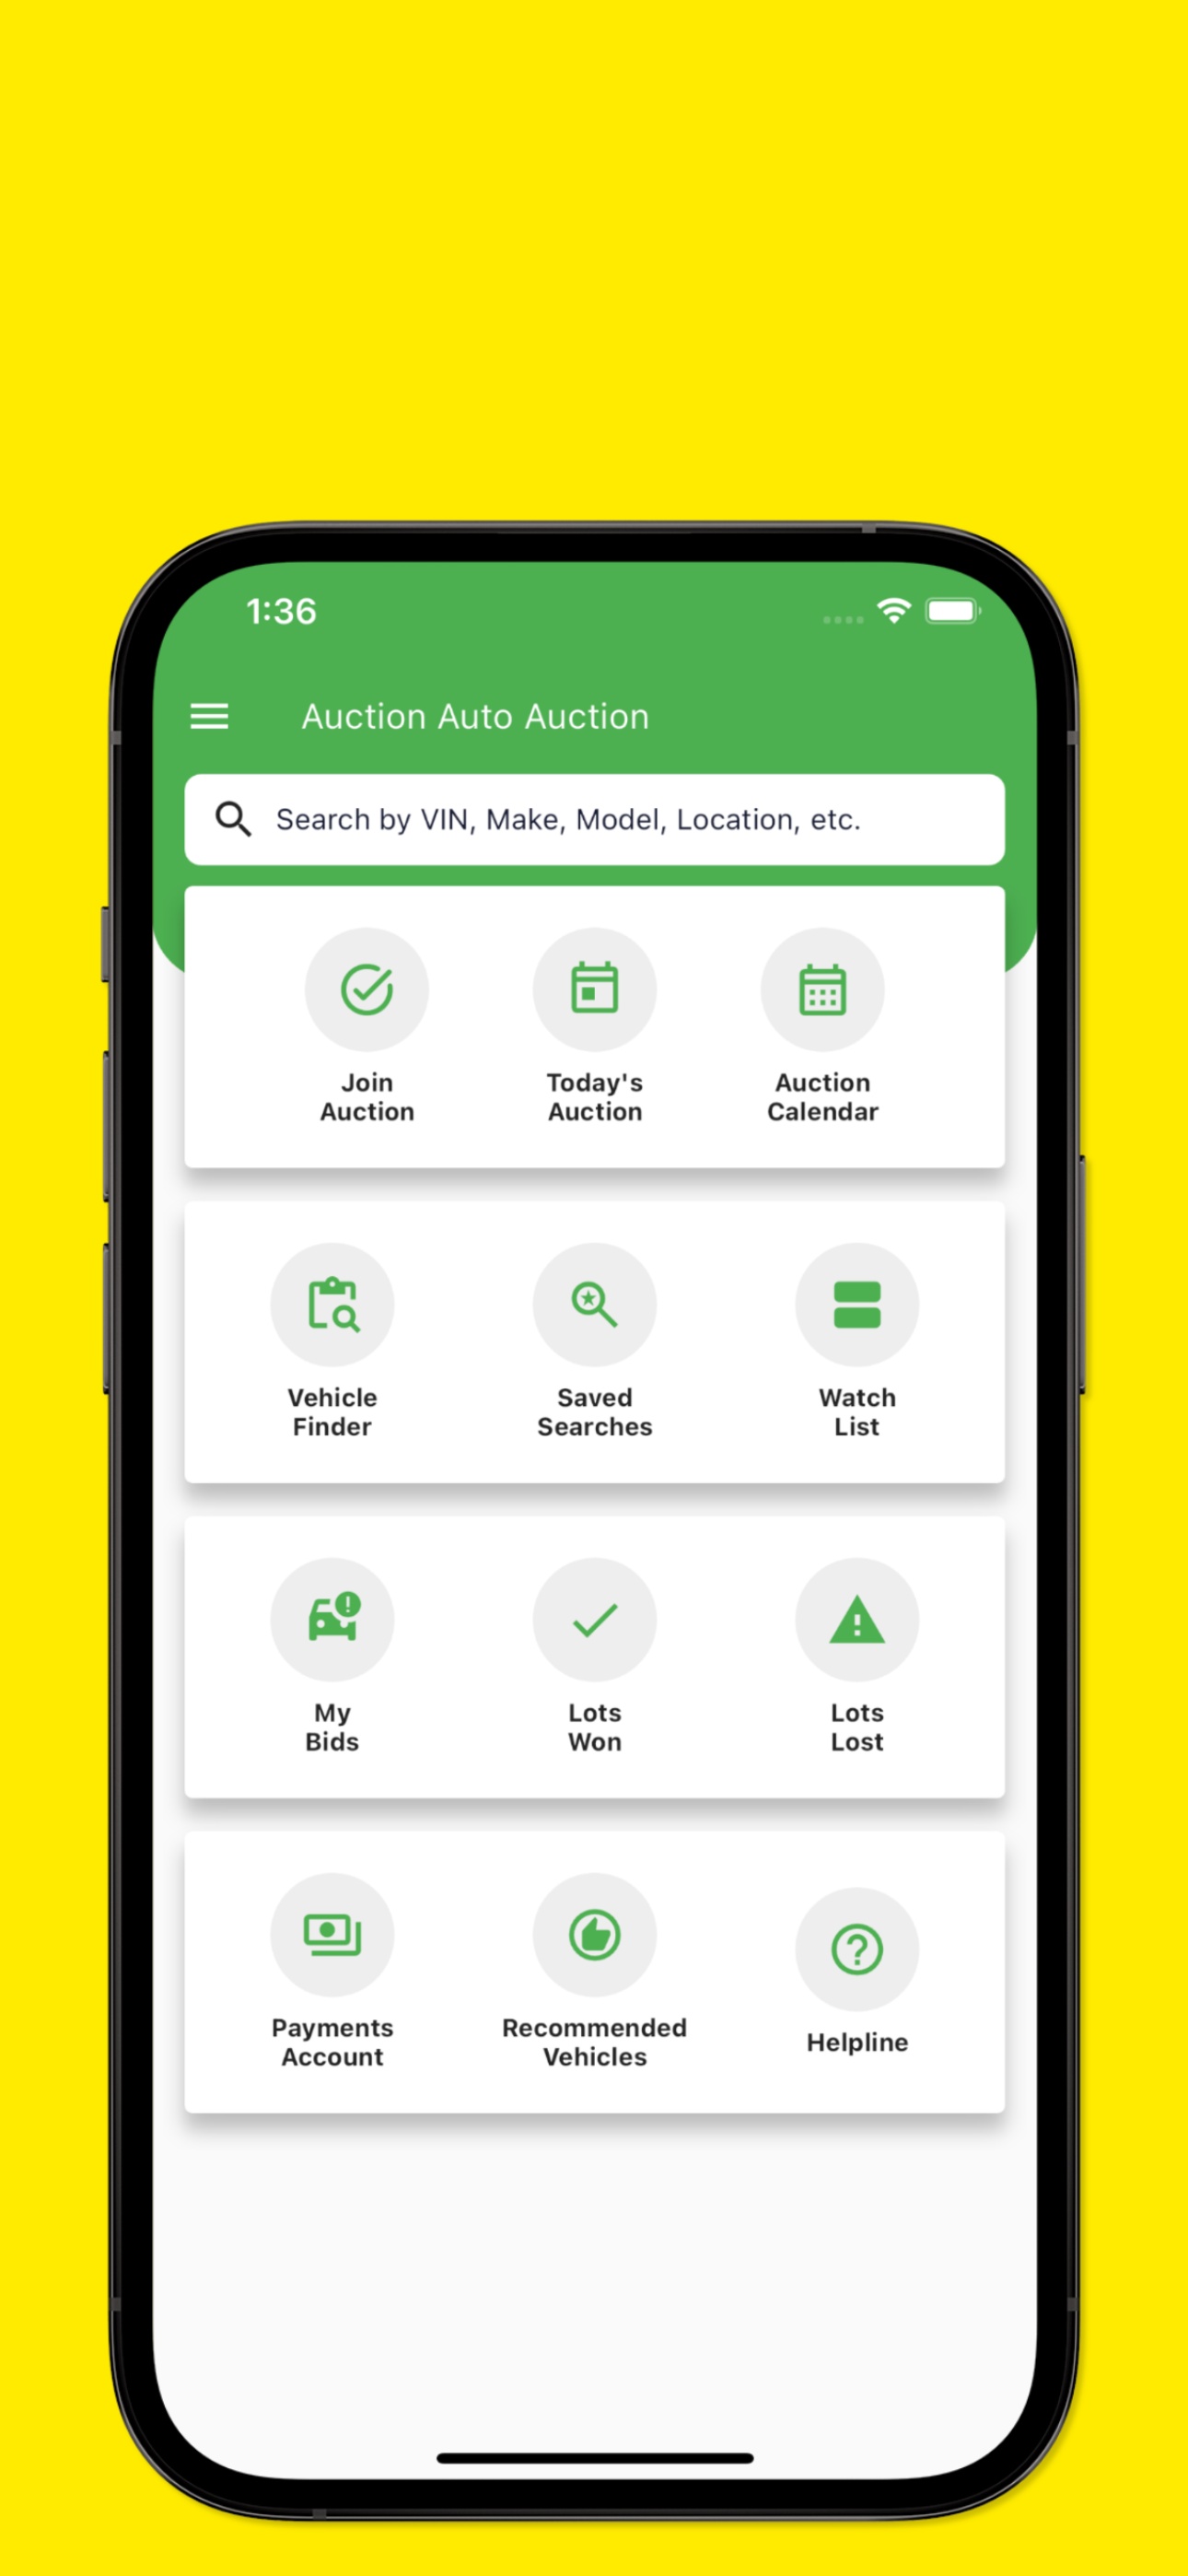 1:36
Auction Auto Auction
Search by VIN, Make, Model, Location, etc.
Join
Auction
Today's
Auction
Auction
Calendar
Vehicle
Finder
Saved
Searches
Watch
List
My
Bids
Lots
Won
Lots
Lost
Payments
Account
Recommended
Vehicles
Helpline